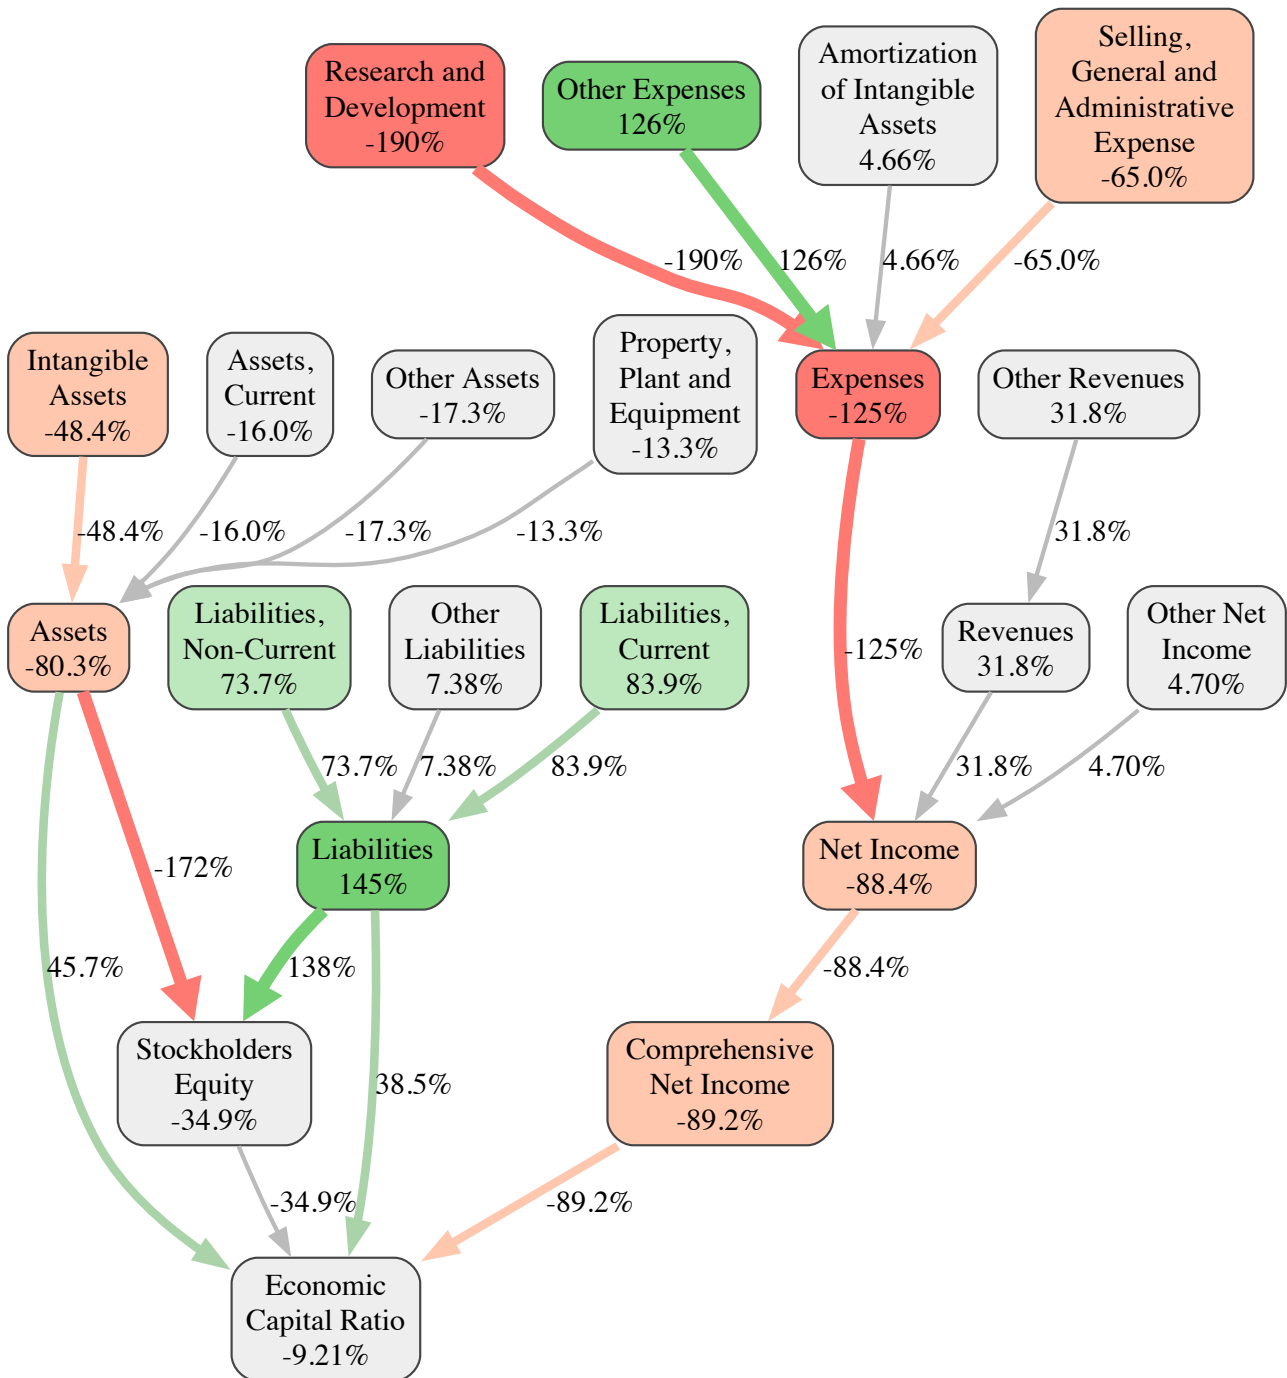 Research and
Development
-190%
Other Expenses
126%
Amortization
of Intangible
Assets
4.66%
Selling,
General and
Administrative
Expense
-65.0%
-190%
126%
4.66%
-65.0%
Intangible
Assets
-48.4%
Assets,
Current
-16.0%
Other Assets
-17.3%
Property,
Plant and
Equipment
-13.3%
Expenses
-125%
Other Revenues
31.8%
-48.4%
-16.0%
-17.3%
-13.3%
31.8%
Assets
-80.3%
Liabilities,
Non-Current
73.7%
Other
Liabilities
7.38%
Liabilities,
Current
83.9%
-125%
Revenues
31.8%
Other Net
Income
4.70%
73.7%
7.38%
83.9%
31.8%
4.70%
-172%
Liabilities
145%
Net Income
-88.4%
45.7%
138%
-88.4%
Stockholders
Equity
-34.9%
38.5%
Comprehensive
Net Income
-89.2%
-34.9%
-89.2%
Economic
Capital Ratio
-9.21%